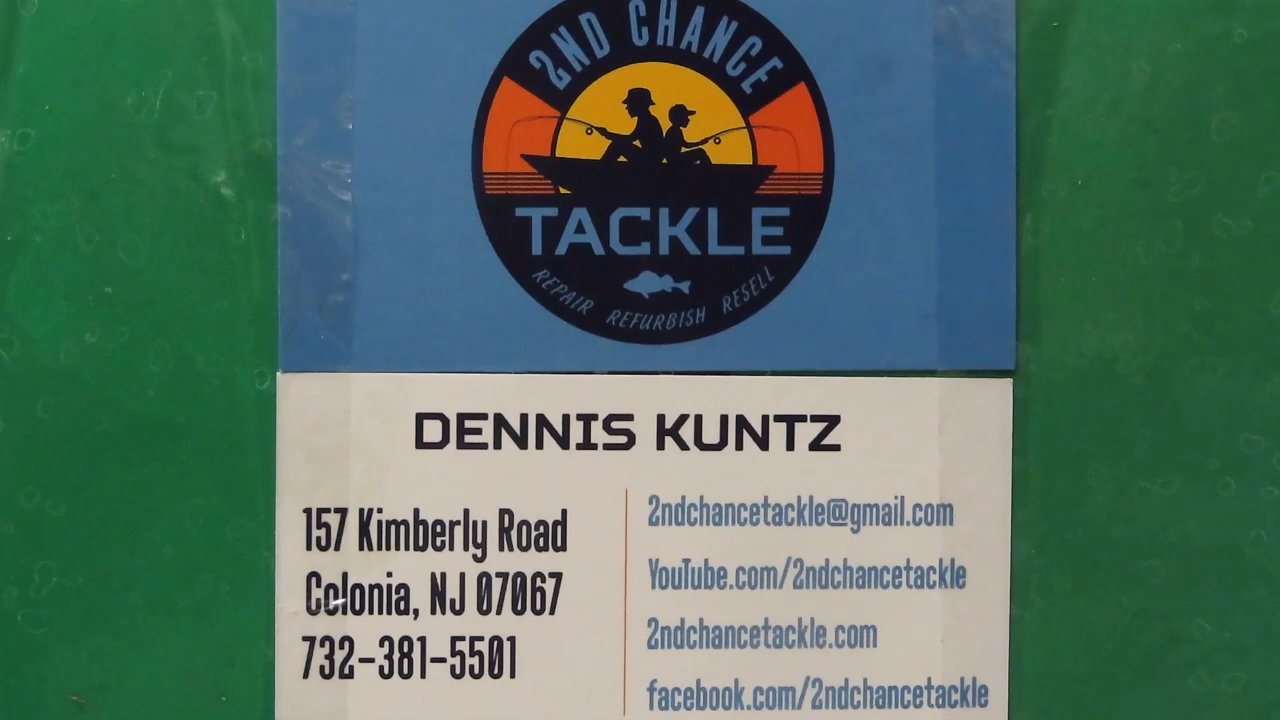 2ND CHANCE
TACKLE
REPAIR REFURBISH RESELL
DENNIS KUNTZ
157 Kimberly Road
Colonia, NJ 07067
732-381-5501
2ndchancetackle@gmail.com
YouTube.com/2ndchancetackle
2ndchancetackle.com
facebook.com/2ndchancetackle